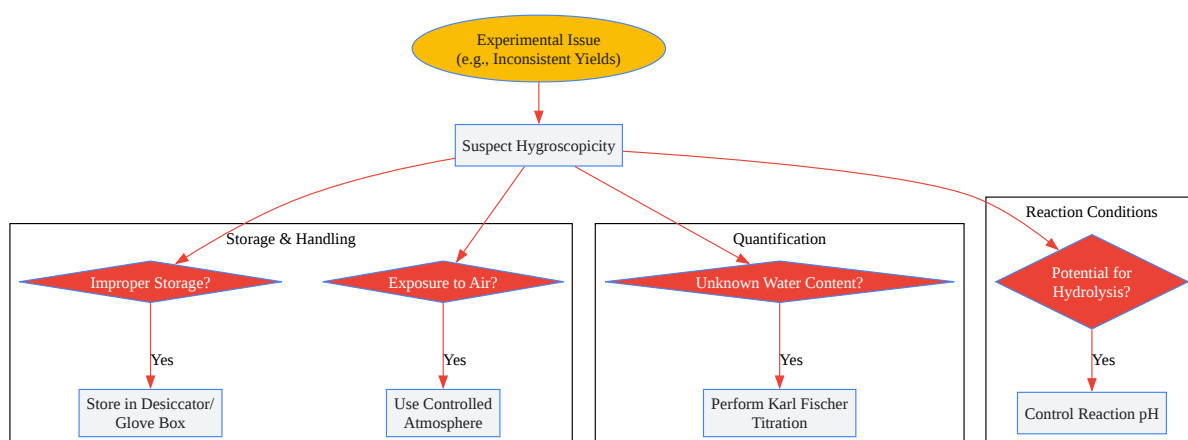 Experimental Issue
(e.g., Inconsistent Yields)
Suspect Hygroscopicity
Storage & Handling
Quantification
Reaction Conditions
Improper Storage?
Exposure to Air?
Unknown Water Content?
Potential for
Hydrolysis?
Yes
Yes
Yes
Yes
Store in Desiccator/
Glove Box
Use Controlled
Atmosphere
Perform Karl Fischer
Titration
Control Reaction pH